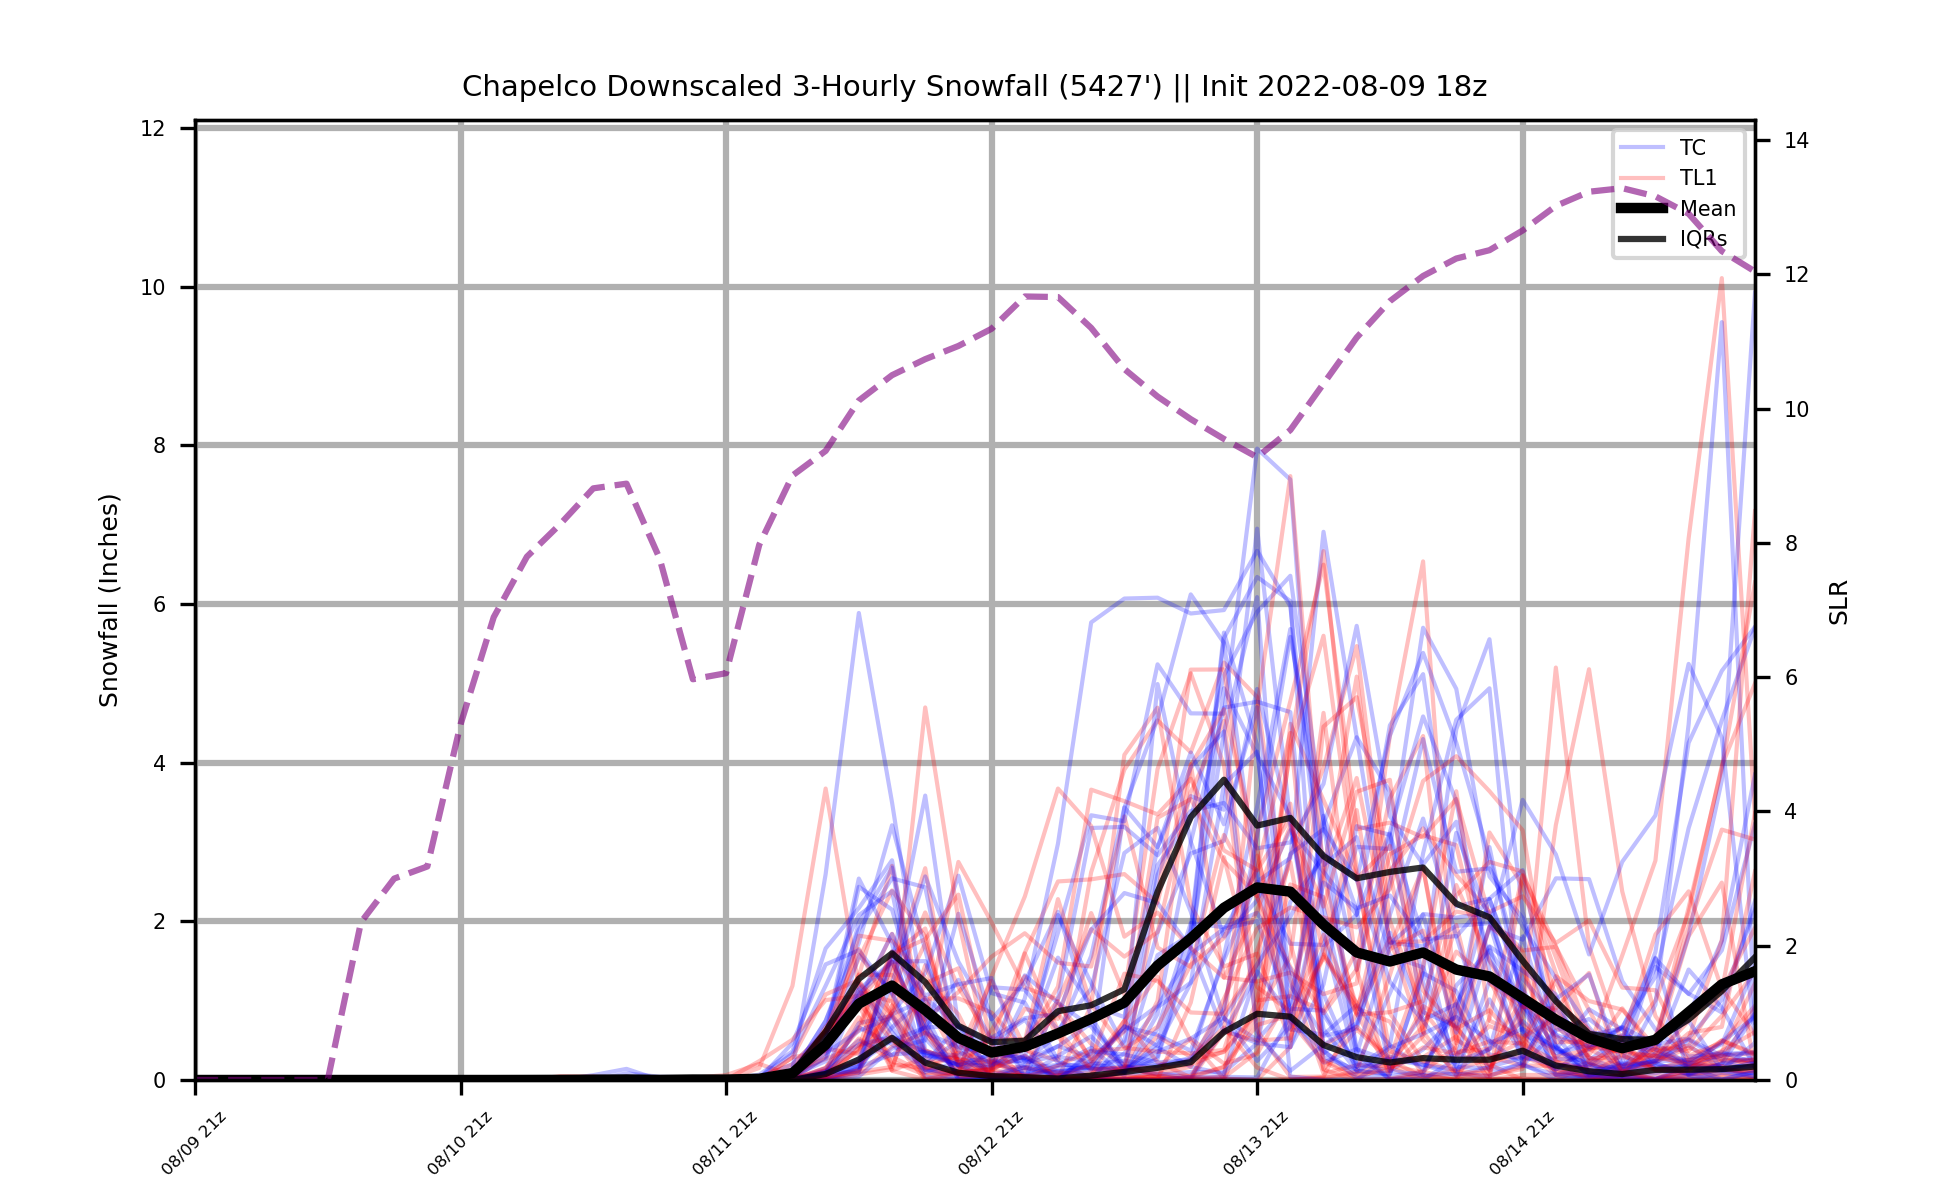 Chapelco Downscaled 3-Hourly Snowfall (5427') || Init 2022-08-09 18z
Snowfall (Inches)
12
10
8
6
4
2
0
TC
TL1
Mean
IQRs
14
12
10
8
6
4
2
0
SLR
08/09 21z
08/10 21z
08/11 21z
08/12 21z
08/13 21z
08/14 21z